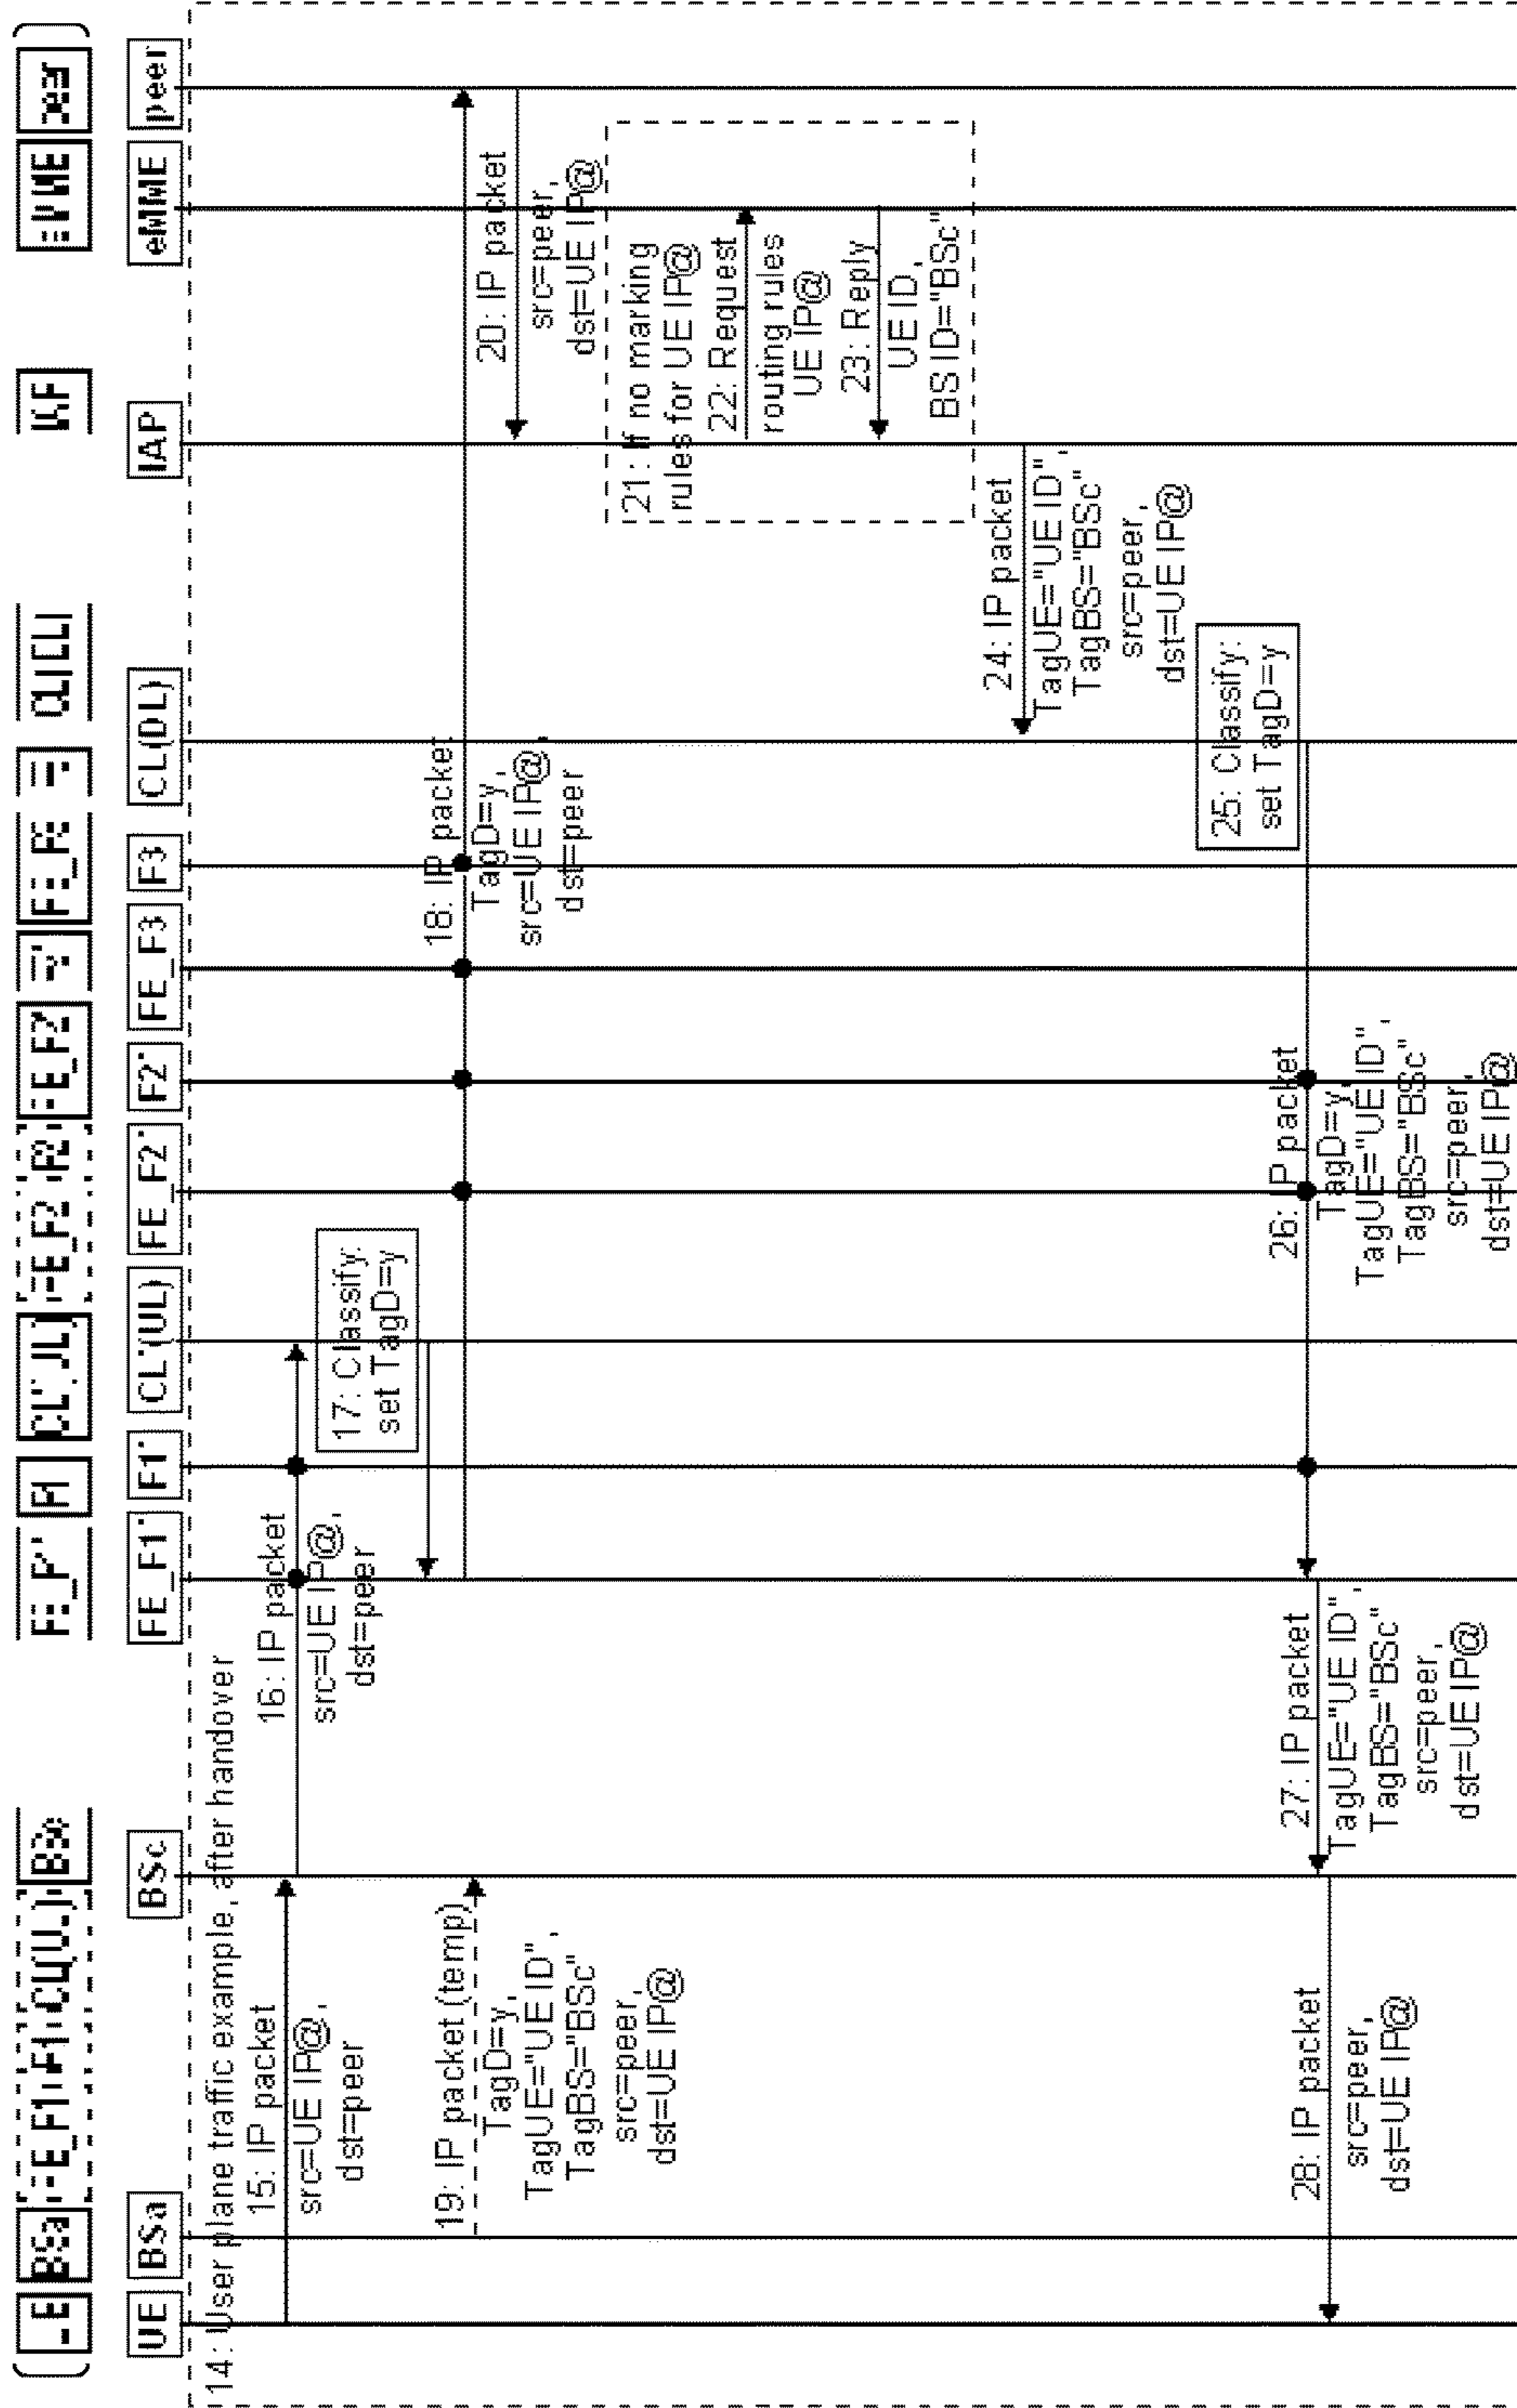 UE BSa BSc FE_F1' F1' CL'(UL) FE_F2' F2' FE_F3 F3 CL(DL) IAP eMME peer
14: User plane traffic example, after handover
15: IP packet
src=UE IP@,
dst=peer
16: IP packet
src=UE IP@,
dst=peer
17: Classify:
set TagD=y
18: IP packet
TagD=y,
src=UE IP@,
dst=peer
19: IP packet (temp)
TagD=y,
TagUE="UE ID",
TagBS="BSc"
src=peer,
dst=UE IP@
20: IP packet
src=peer,
dst=UE IP@
21: If no marking
rules for UE IP@
22: Request
routing rules
UE IP@
23: Reply
UE ID,
BS ID="BSc"
24: IP packet
TagUE="UE ID",
TagBS="BSc"
src=peer,
dst=UE IP@
25: Classify:
set TagD=y
26: IP packet
TagD=y,
TagUE="UE ID",
TagBS="BSc"
src=peer,
dst=UE IP@
27: IP packet
TagUE="UE ID",
TagBS="BSc"
src=peer,
dst=UE IP@
28: IP packet
src=peer,
dst=UE IP@